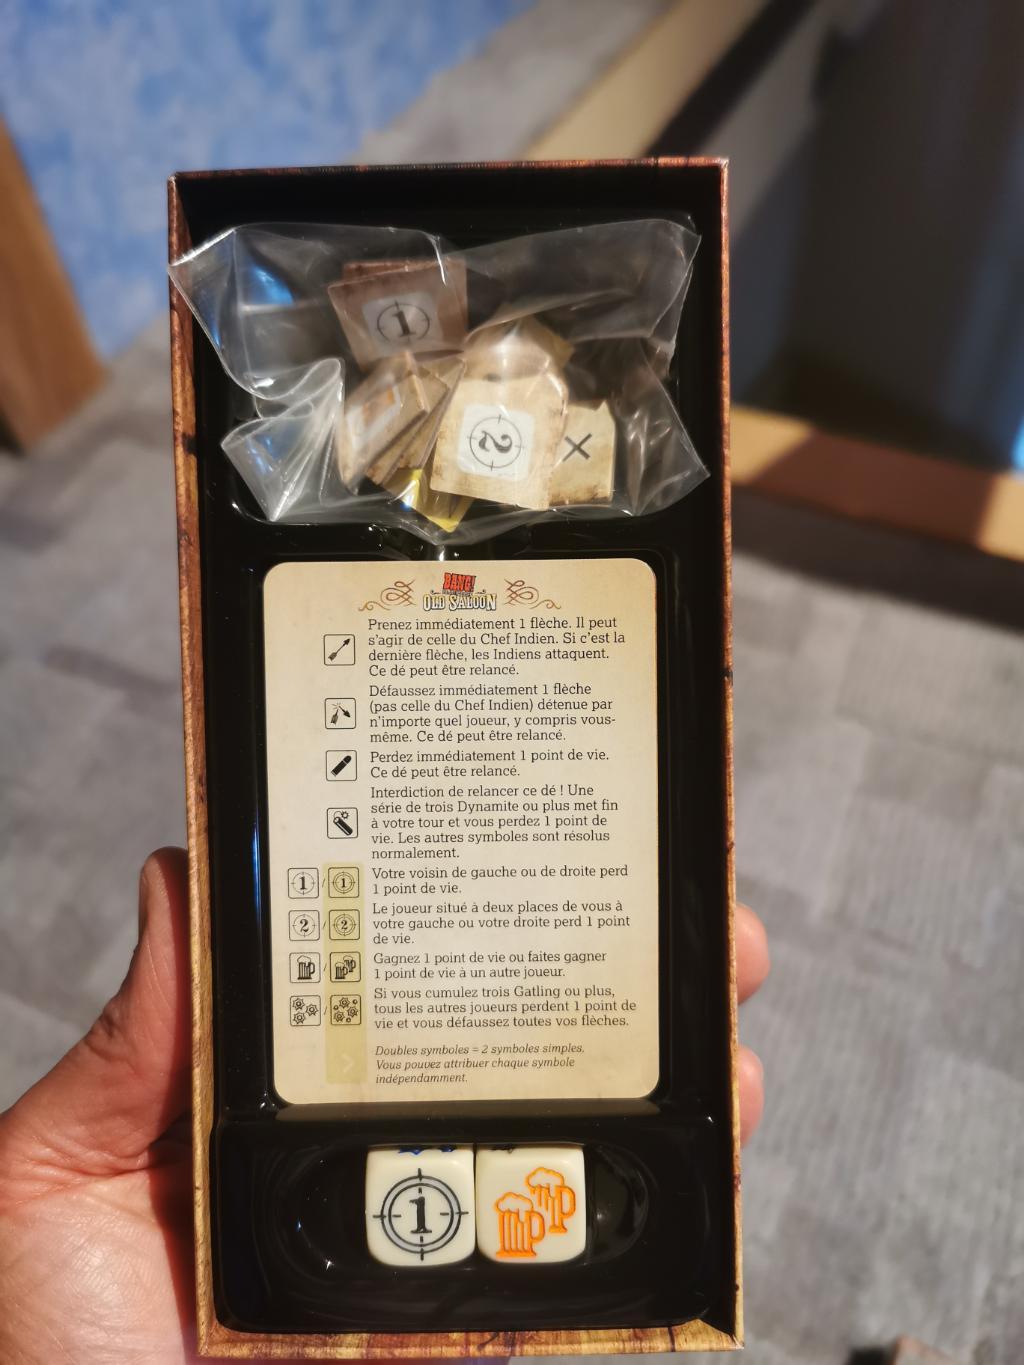 1
2
X
BANG!
OLD SALOON
Prenez immédiatement 1 flèche. Il peut
s'agir de celle du Chef Indien. Si c'est la
dernière flèche, les Indiens attaquent.
Ce dé peut être relancé.
Défaussez immédiatement 1 flèche
(pas celle du Chef Indien) détenue par
n'importe quel joueur, y compris vous-
même. Ce dé peut être relancé.
Perdez immédiatement 1 point de vie.
Ce dé peut être relancé.
Interdiction de relancer ce dé ! Une
série de trois Dynamite ou plus met fin
à votre tour et vous perdez 1 point de
vie. Les autres symboles sont résolus
normalement.
1 / 1 Votre voisin de gauche ou de droite perd
1 point de vie.
2 / 2 Le joueur situé à deux places de vous à
votre gauche ou votre droite perd 1 point
de vie.
/ Gagnez 1 point de vie ou faites gagner
1 point de vie à un autre joueur.
/ Si vous cumulez trois Gatling ou plus,
tous les autres joueurs perdent 1 point de
vie et vous défaussez toutes vos flèches.
Doubles symboles = 2 symboles simples.
Vous pouvez attribuer chaque symbole
indépendamment.
1